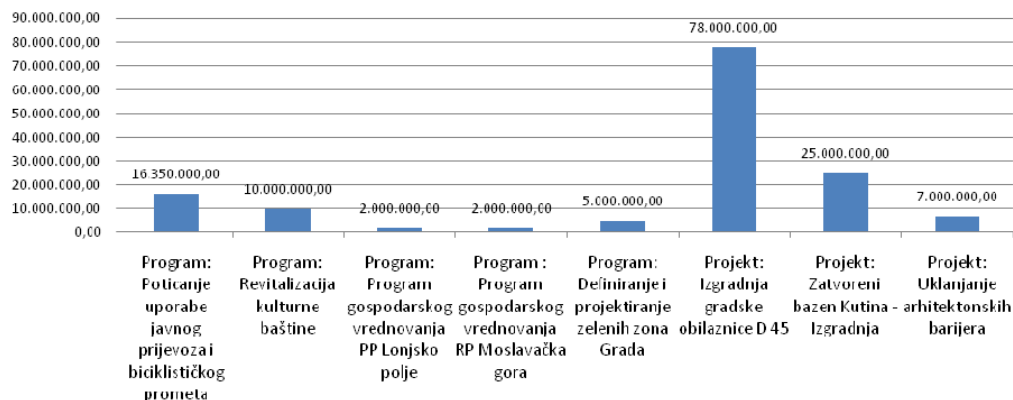 90.000.000,00
80.000.000,00
70.000.000,00
60.000.000,00
50.000.000,00
40.000.000,00
30.000.000,00
20.000.000,00
10.000.000,00
0,00
16.350.000,00
10.000.000,00
2.000.000,00
2.000.000,00
5.000.000,00
78.000.000,00
25.000.000,00
7.000.000,00
Program:
Poticanje
uporabe
javnog
prijevoza i
biciklističkog
prometa
Program:
Revitalizacija
kulturne
baštine
Program:
Program
gospodarskog
vrednovanja
PP Lonjsko
polje
Program :
Program
gospodarskog
vrednovanja
RP Moslavačka
gora
Program:
Definiranje i
projektiranje
zelenih zona
Grada
Projekt:
Izgradnja
gradske
obilaznice D 45
Projekt:
Zatvoreni
bazen Kutina -
Izgradnja
Projekt:
Uklanjanje
arhitektonskih
barijera